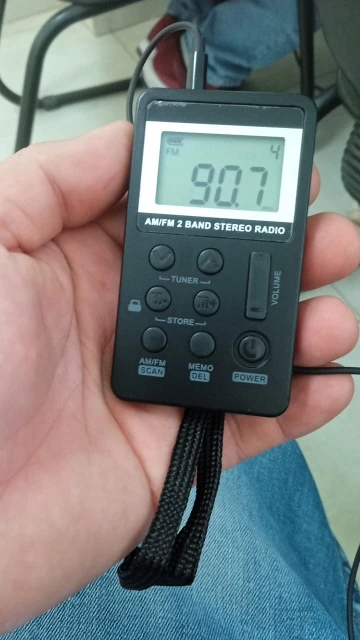 4
FM
90.7
AM/FM 2 BAND STEREO RADIO
TUNER
VOLUME
STORE
AM/FM
SCAN
MEMO
DEL
POWER